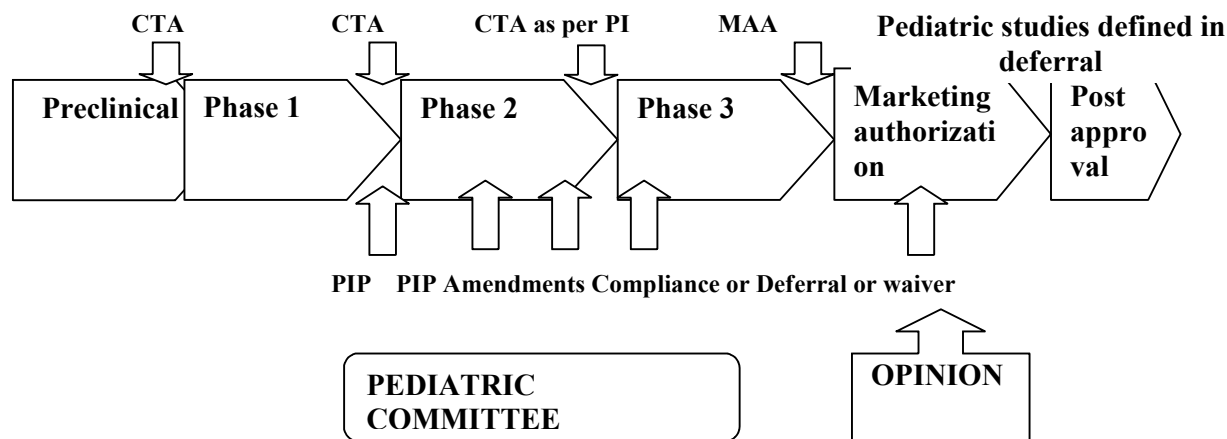 CTA CTA CTA as per PI MAA Pediatric studies defined in
deferral
Preclinical Phase 1 Phase 2 Phase 3 Marketing
authorizati
on
Post
appro
val
PIP PIP Amendments Compliance or Deferral or waiver
PEDIATRIC
COMMITTEE
OPINION